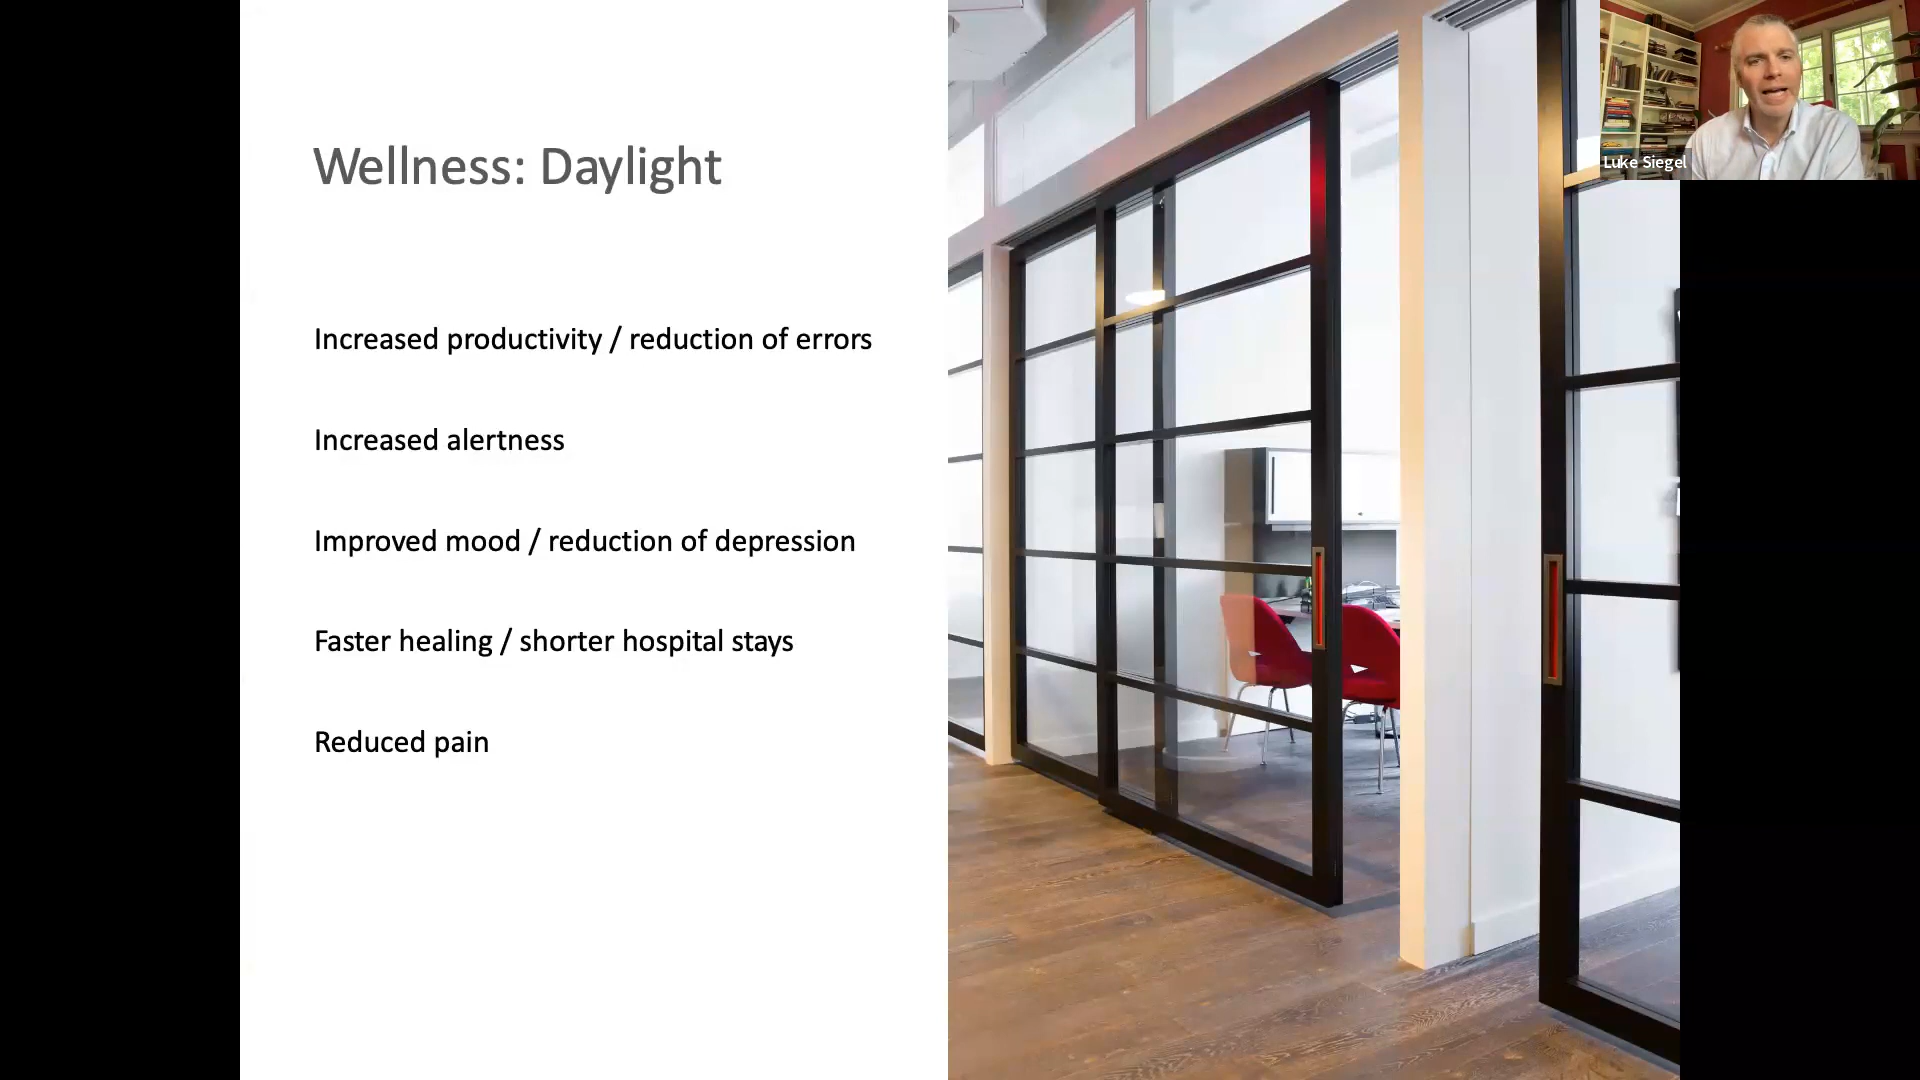 Wellness: Daylight
Increased productivity / reduction of errors
Increased alertness
Improved mood / reduction of depression
Faster healing / shorter hospital stays
Reduced pain
Luke Siegel